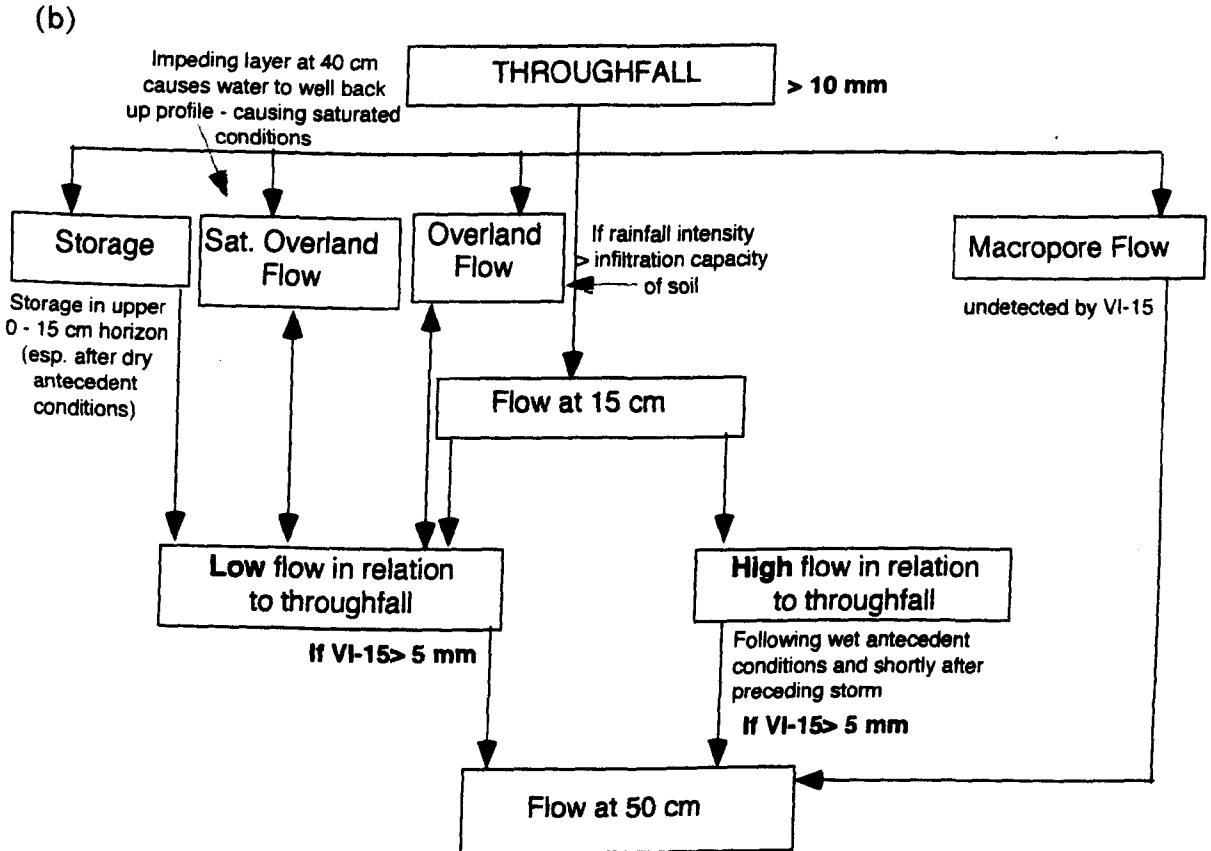 (b)
Impeding layer at 40 cm
causes water to well back
up profile - causing saturated
conditions
THROUGHFALL
> 10 mm
Storage
Sat. Overland
Flow
Overland
Flow
If rainfall intensity
> infiltration capacity
of soil
Macropore Flow
Storage in upper
0 - 15 cm horizon
(esp. after dry
antecedent
conditions)
undetected by VI-15
Flow at 15 cm
Low flow in relation
to throughfall
High flow in relation
to throughfall
If VI-15> 5 mm
Following wet antecedent
conditions and shortly after
preceding storm
If VI-15> 5 mm
Flow at 50 cm